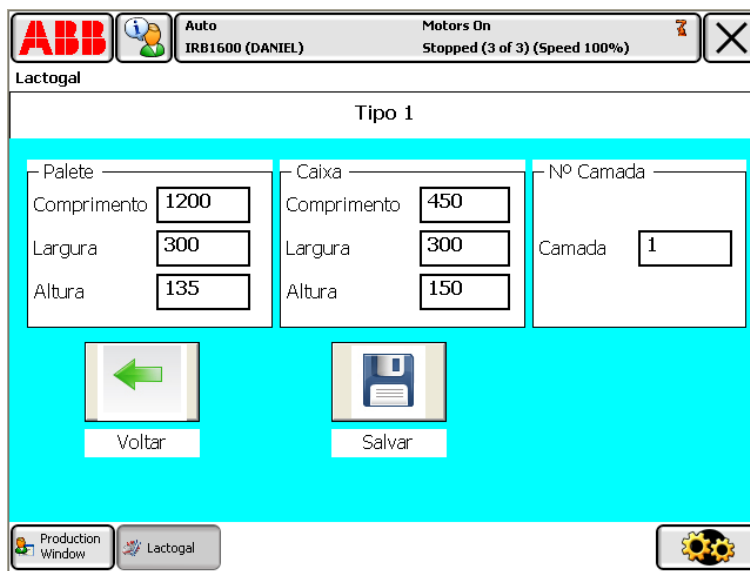 ABB
Auto
IRB1600 (DANIEL)
Motors On
Stopped (3 of 3) (Speed 100%)
Lactogal
Tipo 1
Palete
Comprimento 1200
Largura 300
Altura 135
Caixa
Comprimento 450
Largura 300
Altura 150
Nº Camada
Camada 1
Voltar
Salvar
Production
Window
Lactogal